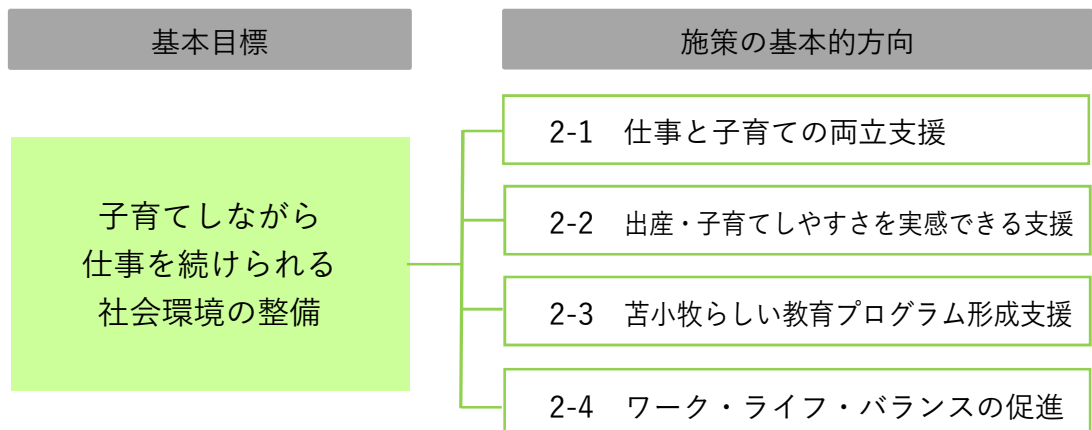 基本目標
施策の基本的方向
子育てしながら
仕事を続けられる
社会環境の整備
2-1 仕事と子育ての両立支援
2-2 出産・子育てしやすさを実感できる支援
2-3 苫小牧らしい教育プログラム形成支援
2-4 ワーク・ライフ・バランスの促進